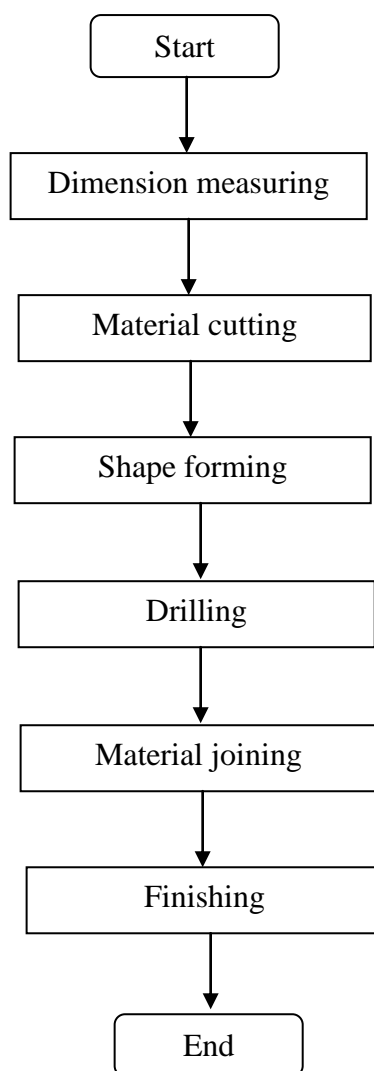 Start
Dimension measuring
Material cutting
Shape forming
Drilling
Material joining
Finishing
End